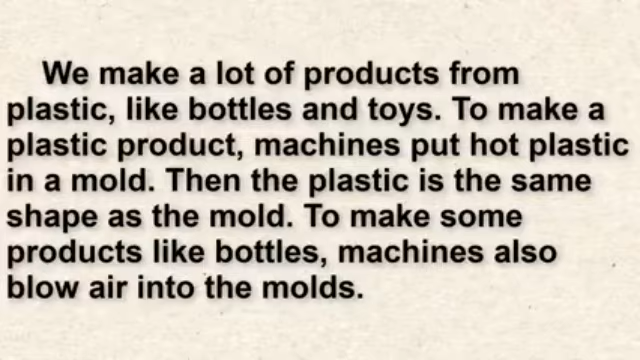 We make a lot of products from
plastic, like bottles and toys. To make a
plastic product, machines put hot plastic
in a mold. Then the plastic is the same
shape as the mold. To make some
products like bottles, machines also
blow air into the molds.